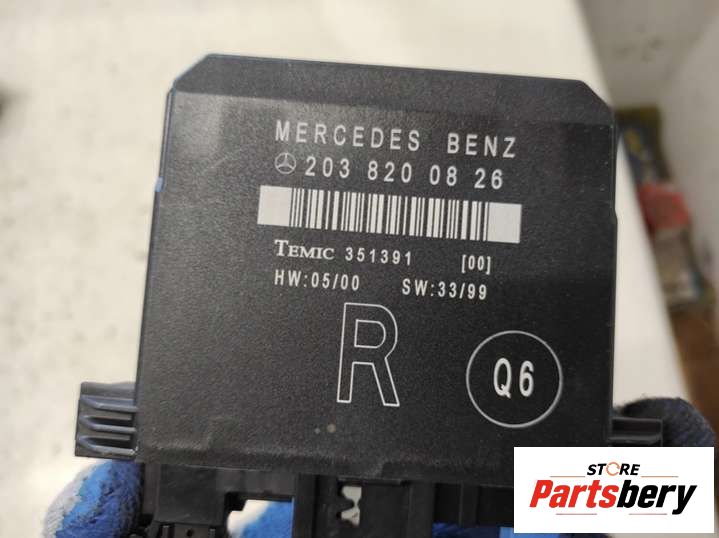 MERCEDES BENZ
203 820 08 26
TEMIC 351391 [00]
HW:05/00 SW:33/99
R
Q6
STORE
Partsbery